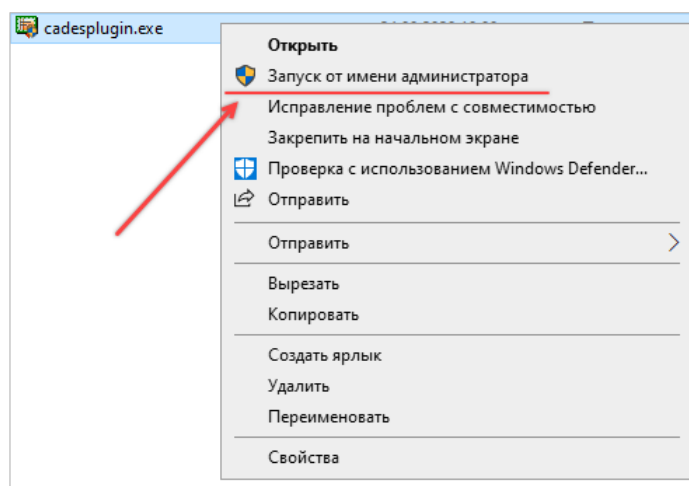 cadesplugin.exe
Открыть
Запуск от имени администратора
Исправление проблем с совместимостью
Закрепить на начальном экране
Проверка с использованием Windows Defender...
Отправить
Отправить
Вырезать
Копировать
Создать ярлык
Удалить
Переименовать
Свойства